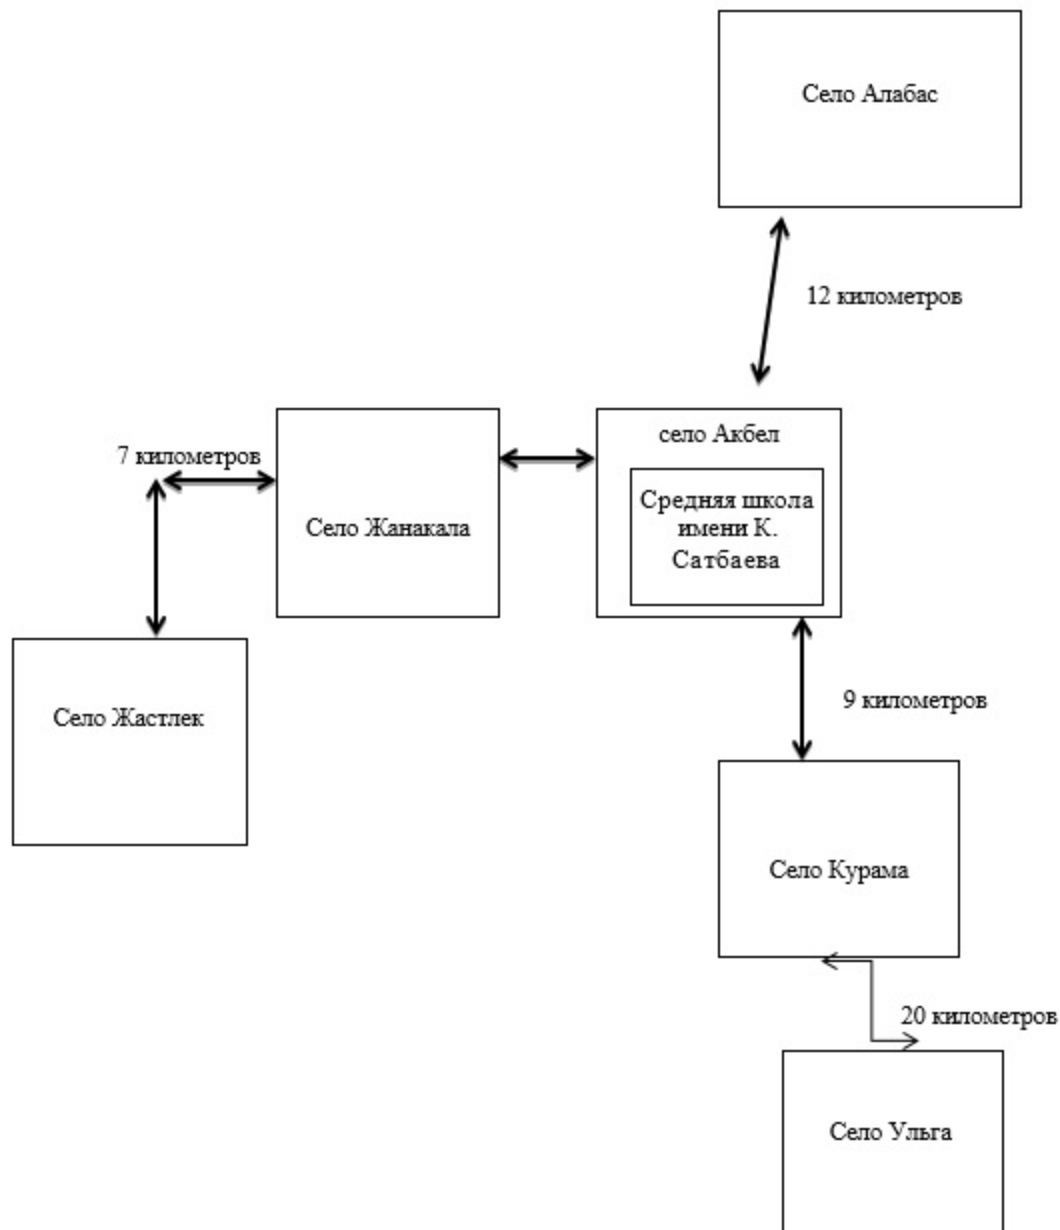 Село Алабас
12 километров
село Акбел
7 километров
Средняя школа
имени К.
Сатбаева
Село Жанакала
Село Жастлек
9 километров
Село Курама
20 километров
Село Ульга